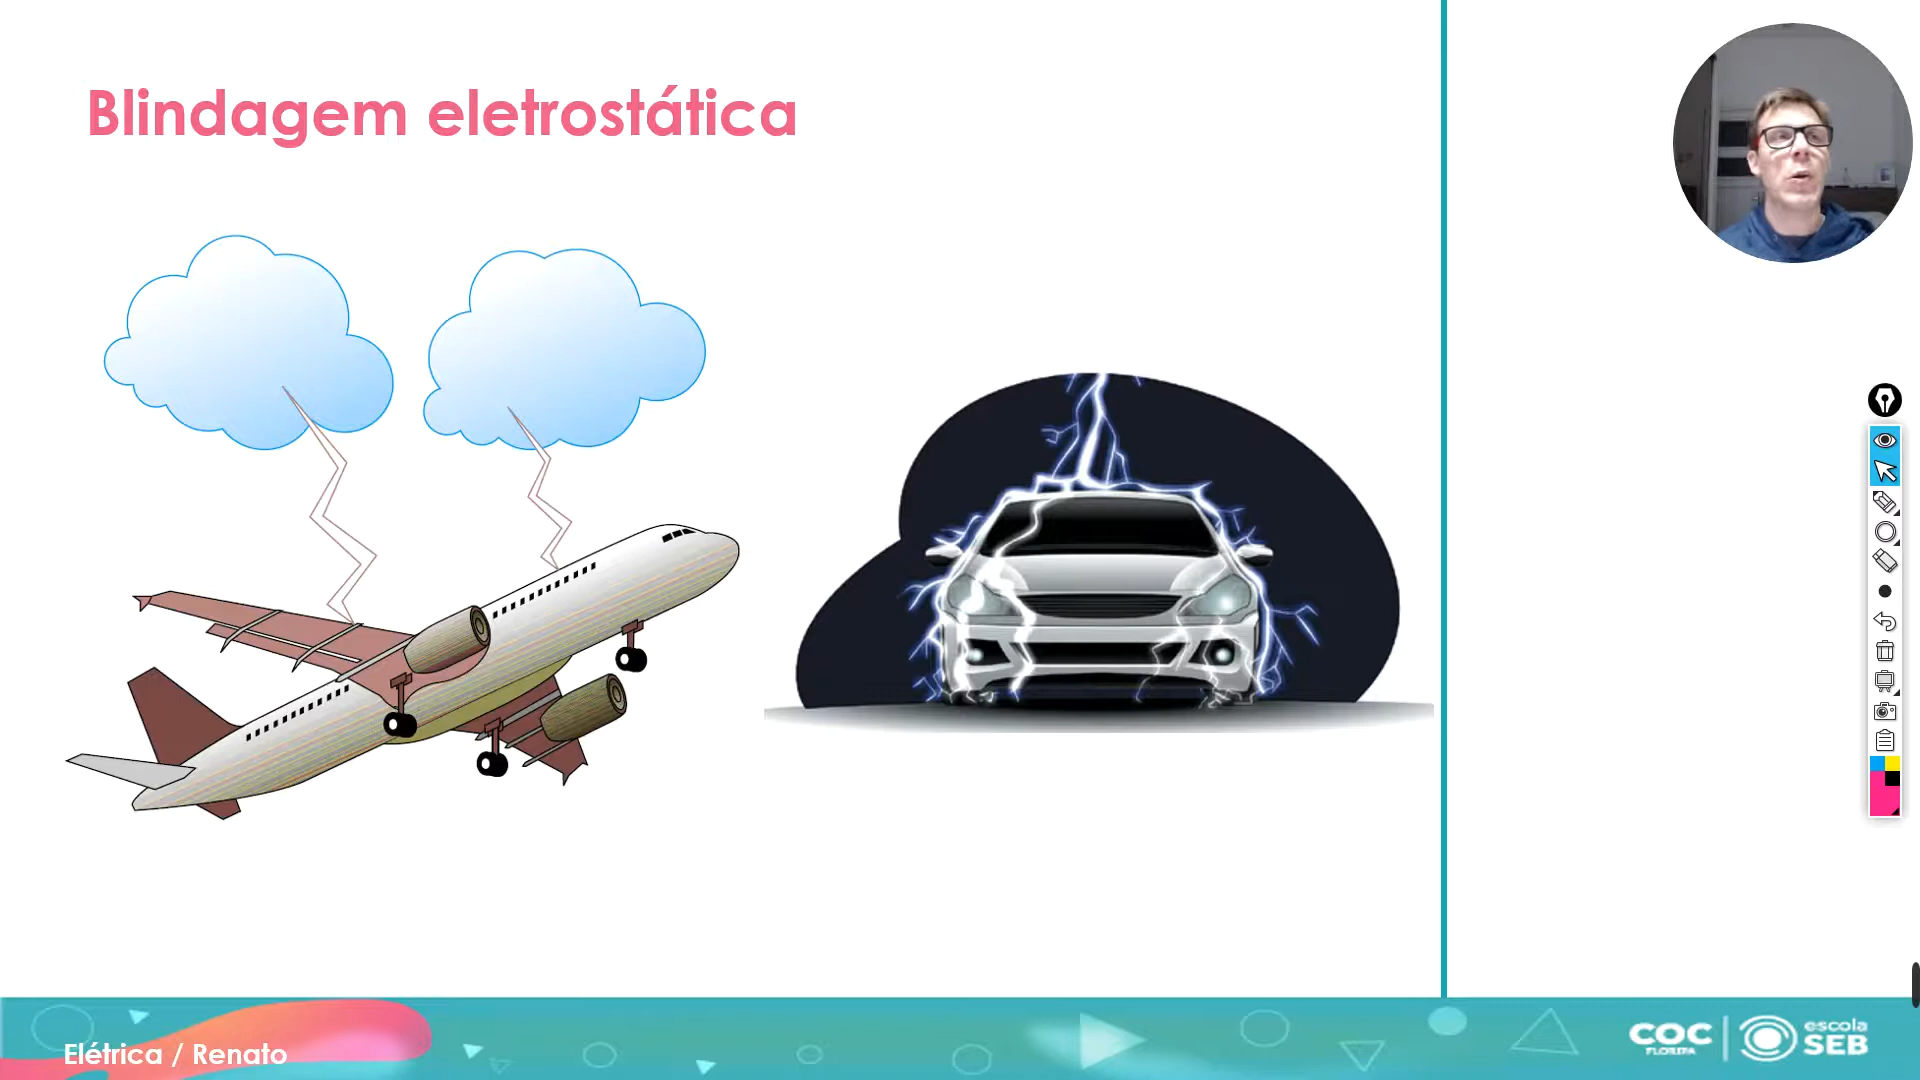 Blindagem eletrostática
Elétrica / Renato
COC
FLORIPA
escola
SEB